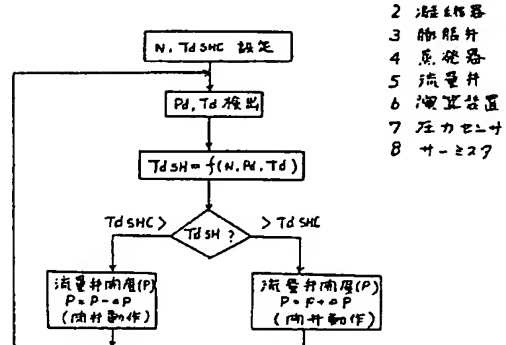 N, TdSHC 設定
Pd, Td 検出
TdSH = f(N, Pd, Td)
TdSHC >
TdSH ?
> TdSHC
流量弁開度(P)
P = P - ΔP
(閉弁動作)
流量弁開度(P)
P = P + ΔP
(開弁動作)
2 凝縮器
3 膨脹弁
4 蒸発器
5 流量弁
6 演算装置
7 圧力センサ
8 サーミスタ